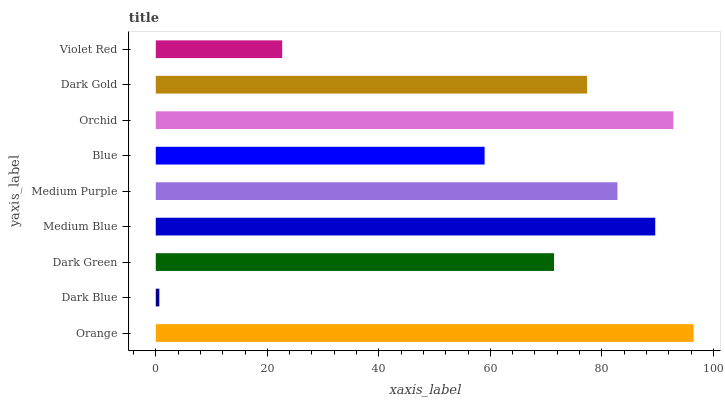 title
Violet Red
Dark Gold
Orchid
Blue
Medium Purple
Medium Blue
Dark Green
Dark Blue
Orange
yaxis_label
0 20 40 60 80 100
xaxis_label